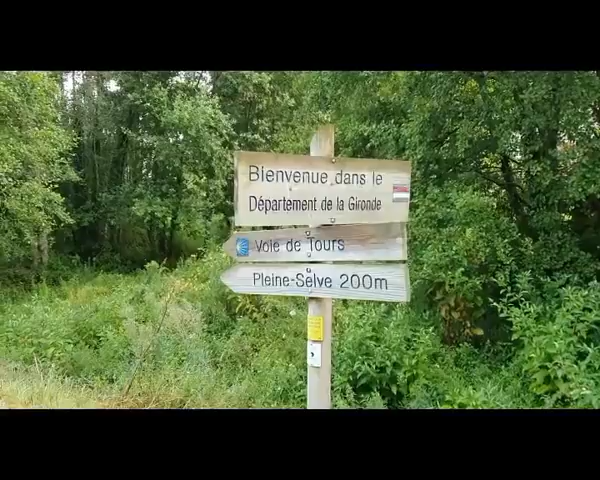 Bienvenue dans le
Département de la Gironde
Voie de Tours
Pleine-Selve 200m